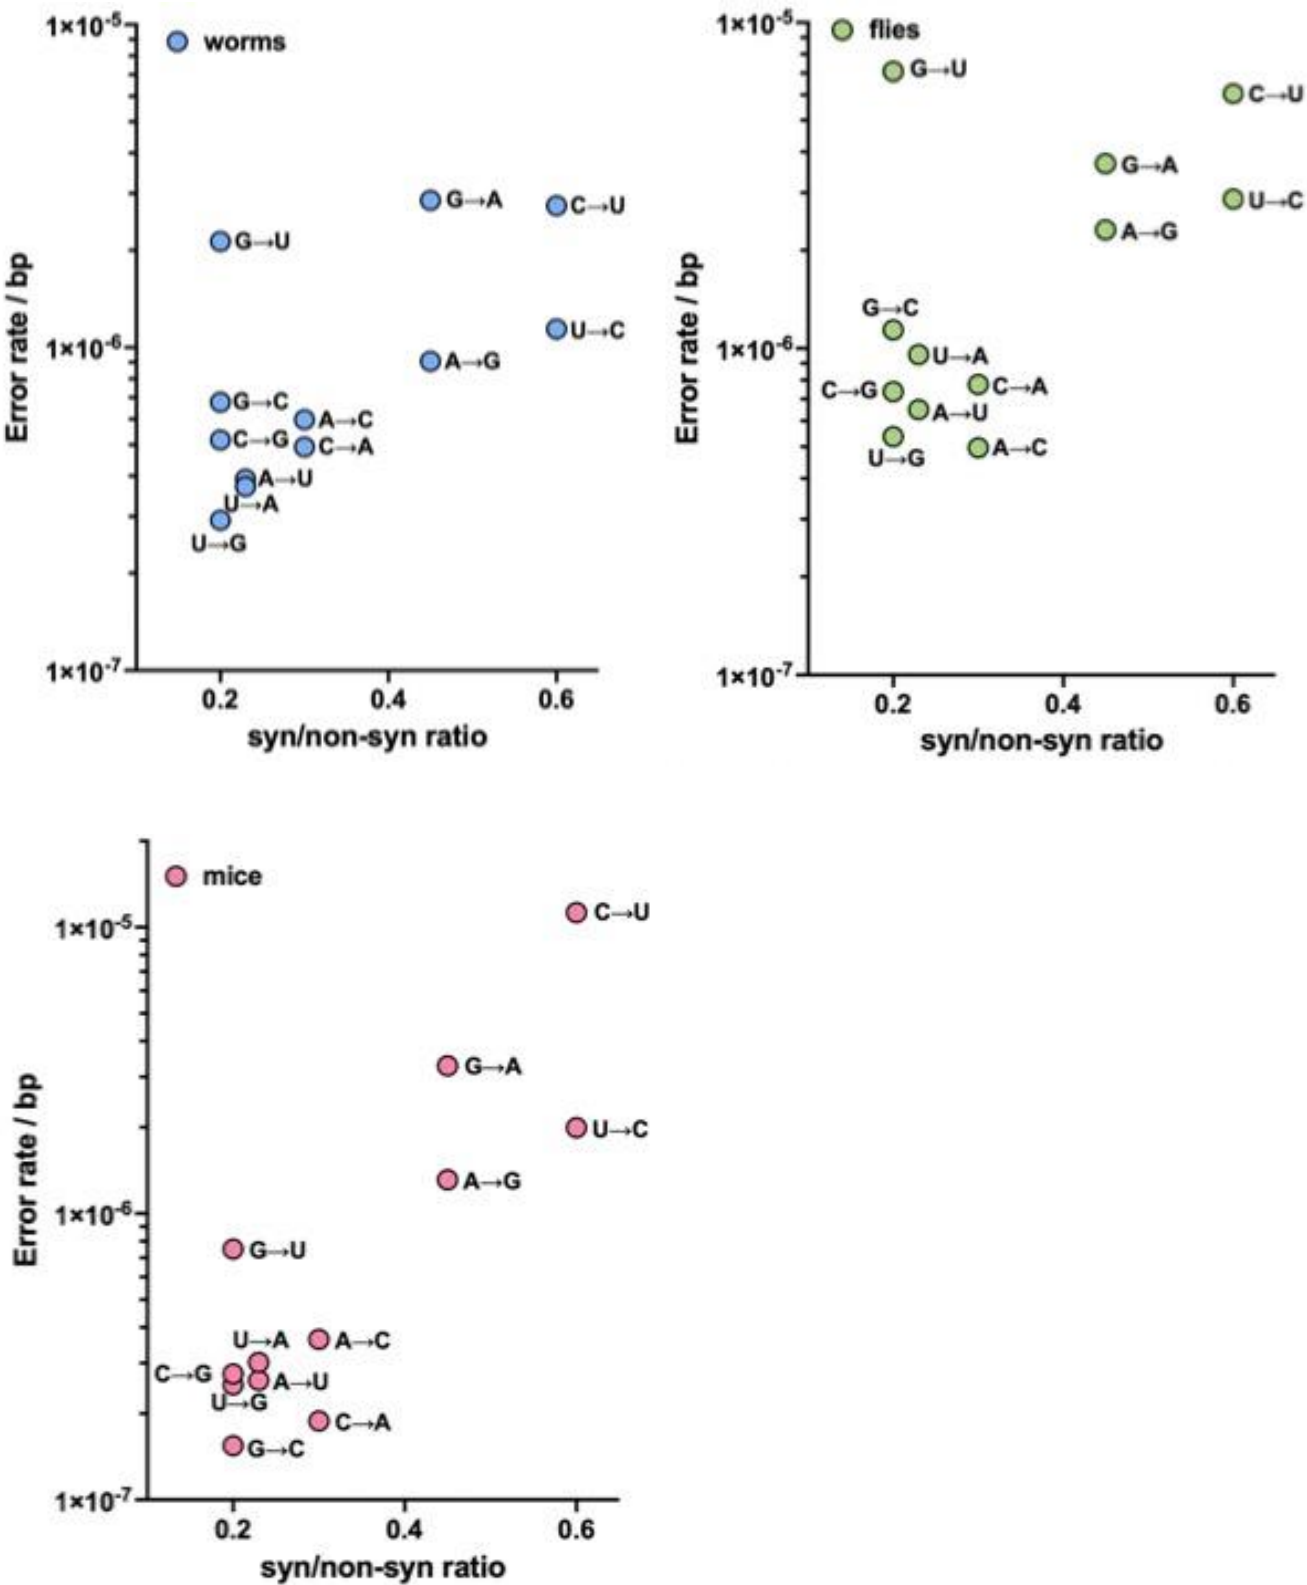 1×10-5
worms
G→A
C→U
G→U
U→C
1×10-6
A→G
G→C
A→C
C→G
C→A
A→U
U→A
U→G
1×10-7
0.2 0.4 0.6
syn/non-syn ratio
Error rate / bp
1×10-5
flies
G→U
C→U
G→A
U→C
A→G
G→C
1×10-6
U→A
C→G
C→A
A→U
A→C
U→G
1×10-7
0.2 0.4 0.6
syn/non-syn ratio
Error rate / bp
mice
C→U
1×10-5
G→A
U→C
A→G
1×10-6
G→U
U→A
A→C
C→G
A→U
U→G
C→A
G→C
1×10-7
0.2 0.4 0.6
syn/non-syn ratio
Error rate / bp